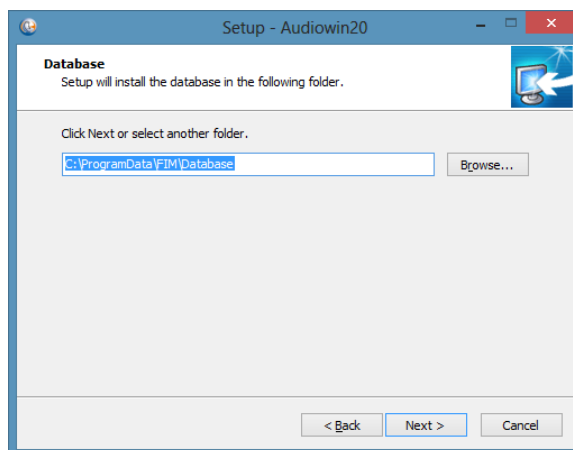 Setup - Audiowin20
Database
Setup will install the database in the following folder.
Click Next or select another folder.
C:\ProgramData\FIM\Database
Browse...
< Back
Next >
Cancel